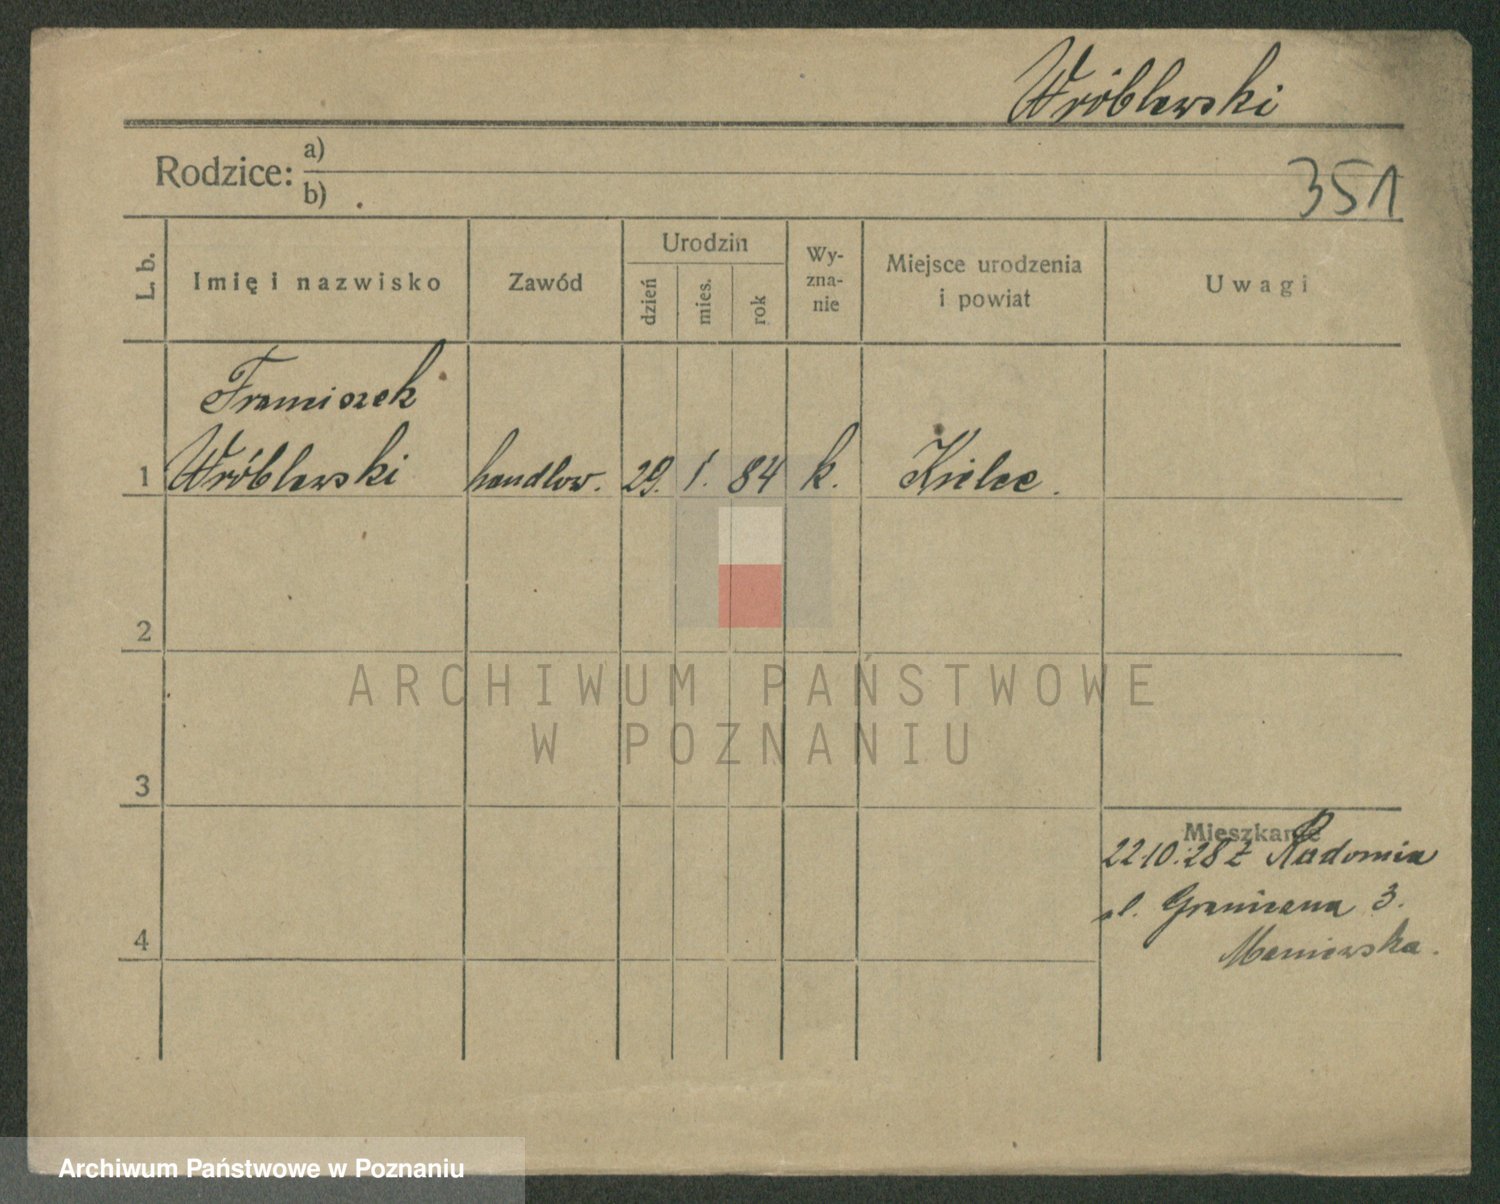 Wróblewski
Rodzice: a)
b)
351
L. b.
Imię i nazwisko
Zawód
Urodzin
dzień
mies.
rok
Wy-
zna-
nie
Miejsce urodzenia
i powiat
Uwagi
Franciszek
1 Wróblewski handlow. 29. 1. 84 k. Kielce.
2
ARCHIWUM PAŃSTWOWE
W POZNANIU
3
Mieszkanie
22.10.28 z Radomia
ul. Graniczna 3.
4
Archiwum Państwowe w Poznaniu